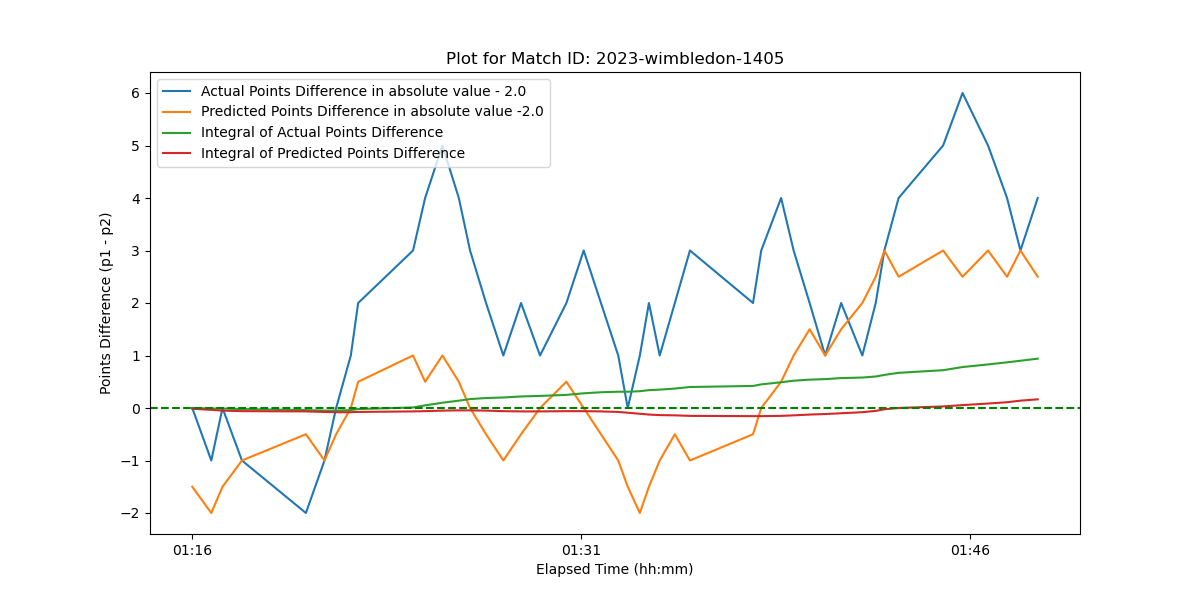 Plot for Match ID: 2023-wimbledon-1405
Actual Points Difference in absolute value - 2.0
Predicted Points Difference in absolute value -2.0
Integral of Actual Points Difference
Integral of Predicted Points Difference
Points Difference (p1 - p2)
6
5
4
3
2
1
0
−1
−2
01:16
01:31
01:46
Elapsed Time (hh:mm)